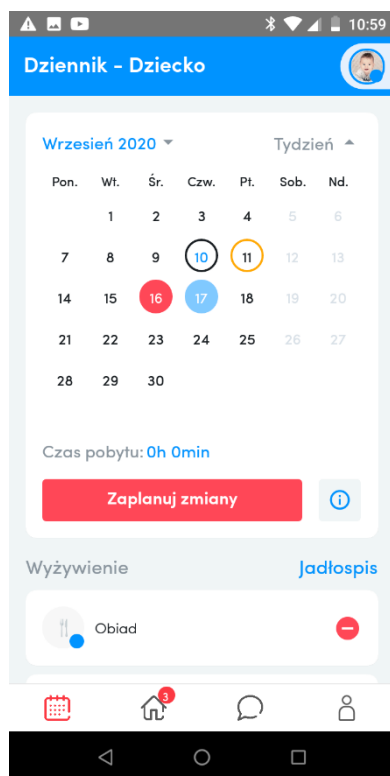 10:59
Dziennik - Dziecko
Wrzesień 2020 Tydzień
Pon. Wt. Śr. Czw. Pt. Sob. Nd.
1 2 3 4 5 6
7 8 9 10 11 12 13
14 15 16 17 18 19 20
21 22 23 24 25 26 27
28 29 30
Czas pobytu: 0h 0min
Zaplanuj zmiany
Wyżywienie Jadłospis
Obiad
3